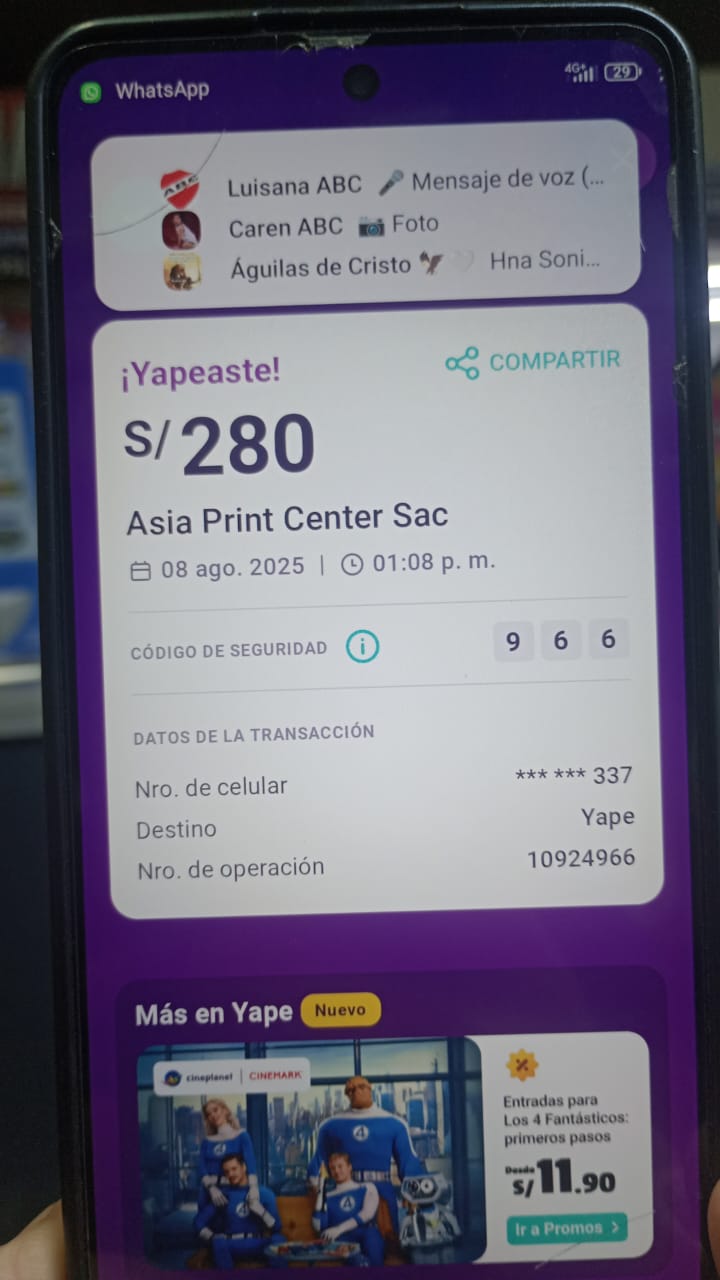 WhatsApp
4G+
29
Luisana ABC 🎤 Mensaje de voz (...
ABC
Caren ABC 📷 Foto
Águilas de Cristo 🦅 🤍 Hna Soni...
¡Yapeaste!
COMPARTIR
S/ 280
Asia Print Center Sac
08 ago. 2025 | 01:08 p. m.
CÓDIGO DE SEGURIDAD
9 6 6
DATOS DE LA TRANSACCIÓN
Nro. de celular *** *** 337
Destino Yape
Nro. de operación 10924966
Más en Yape Nuevo
cineplanet | CINEMARK
Entradas para
Los 4 Fantásticos:
primeros pasos
Desde
S/ 11.90
Ir a Promos >